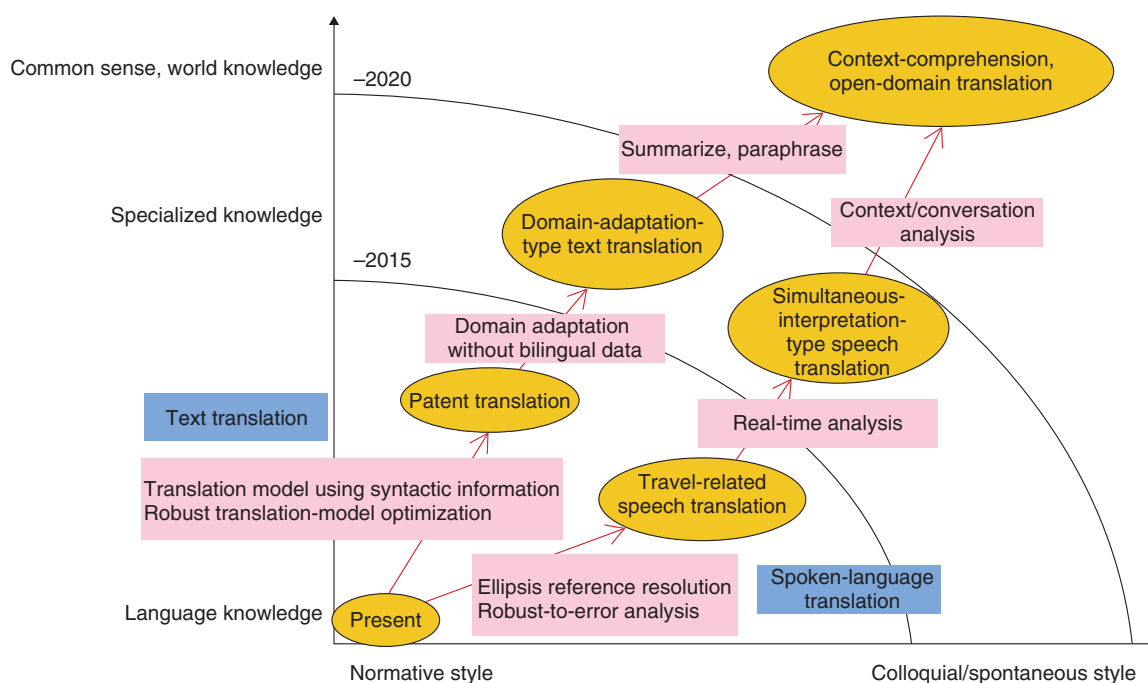 Common sense, world knowledge
–2020
Context-comprehension,
open-domain translation
Summarize, paraphrase
Specialized knowledge
Domain-adaptation-
type text translation
Context/conversation
analysis
–2015
Simultaneous-
interpretation-
type speech
translation
Domain adaptation
without bilingual data
Patent translation
Text translation
Real-time analysis
Translation model using syntactic information
Robust translation-model optimization
Travel-related
speech translation
Ellipsis reference resolution
Robust-to-error analysis
Spoken-language
translation
Language knowledge
Present
Normative style
Colloquial/spontaneous style